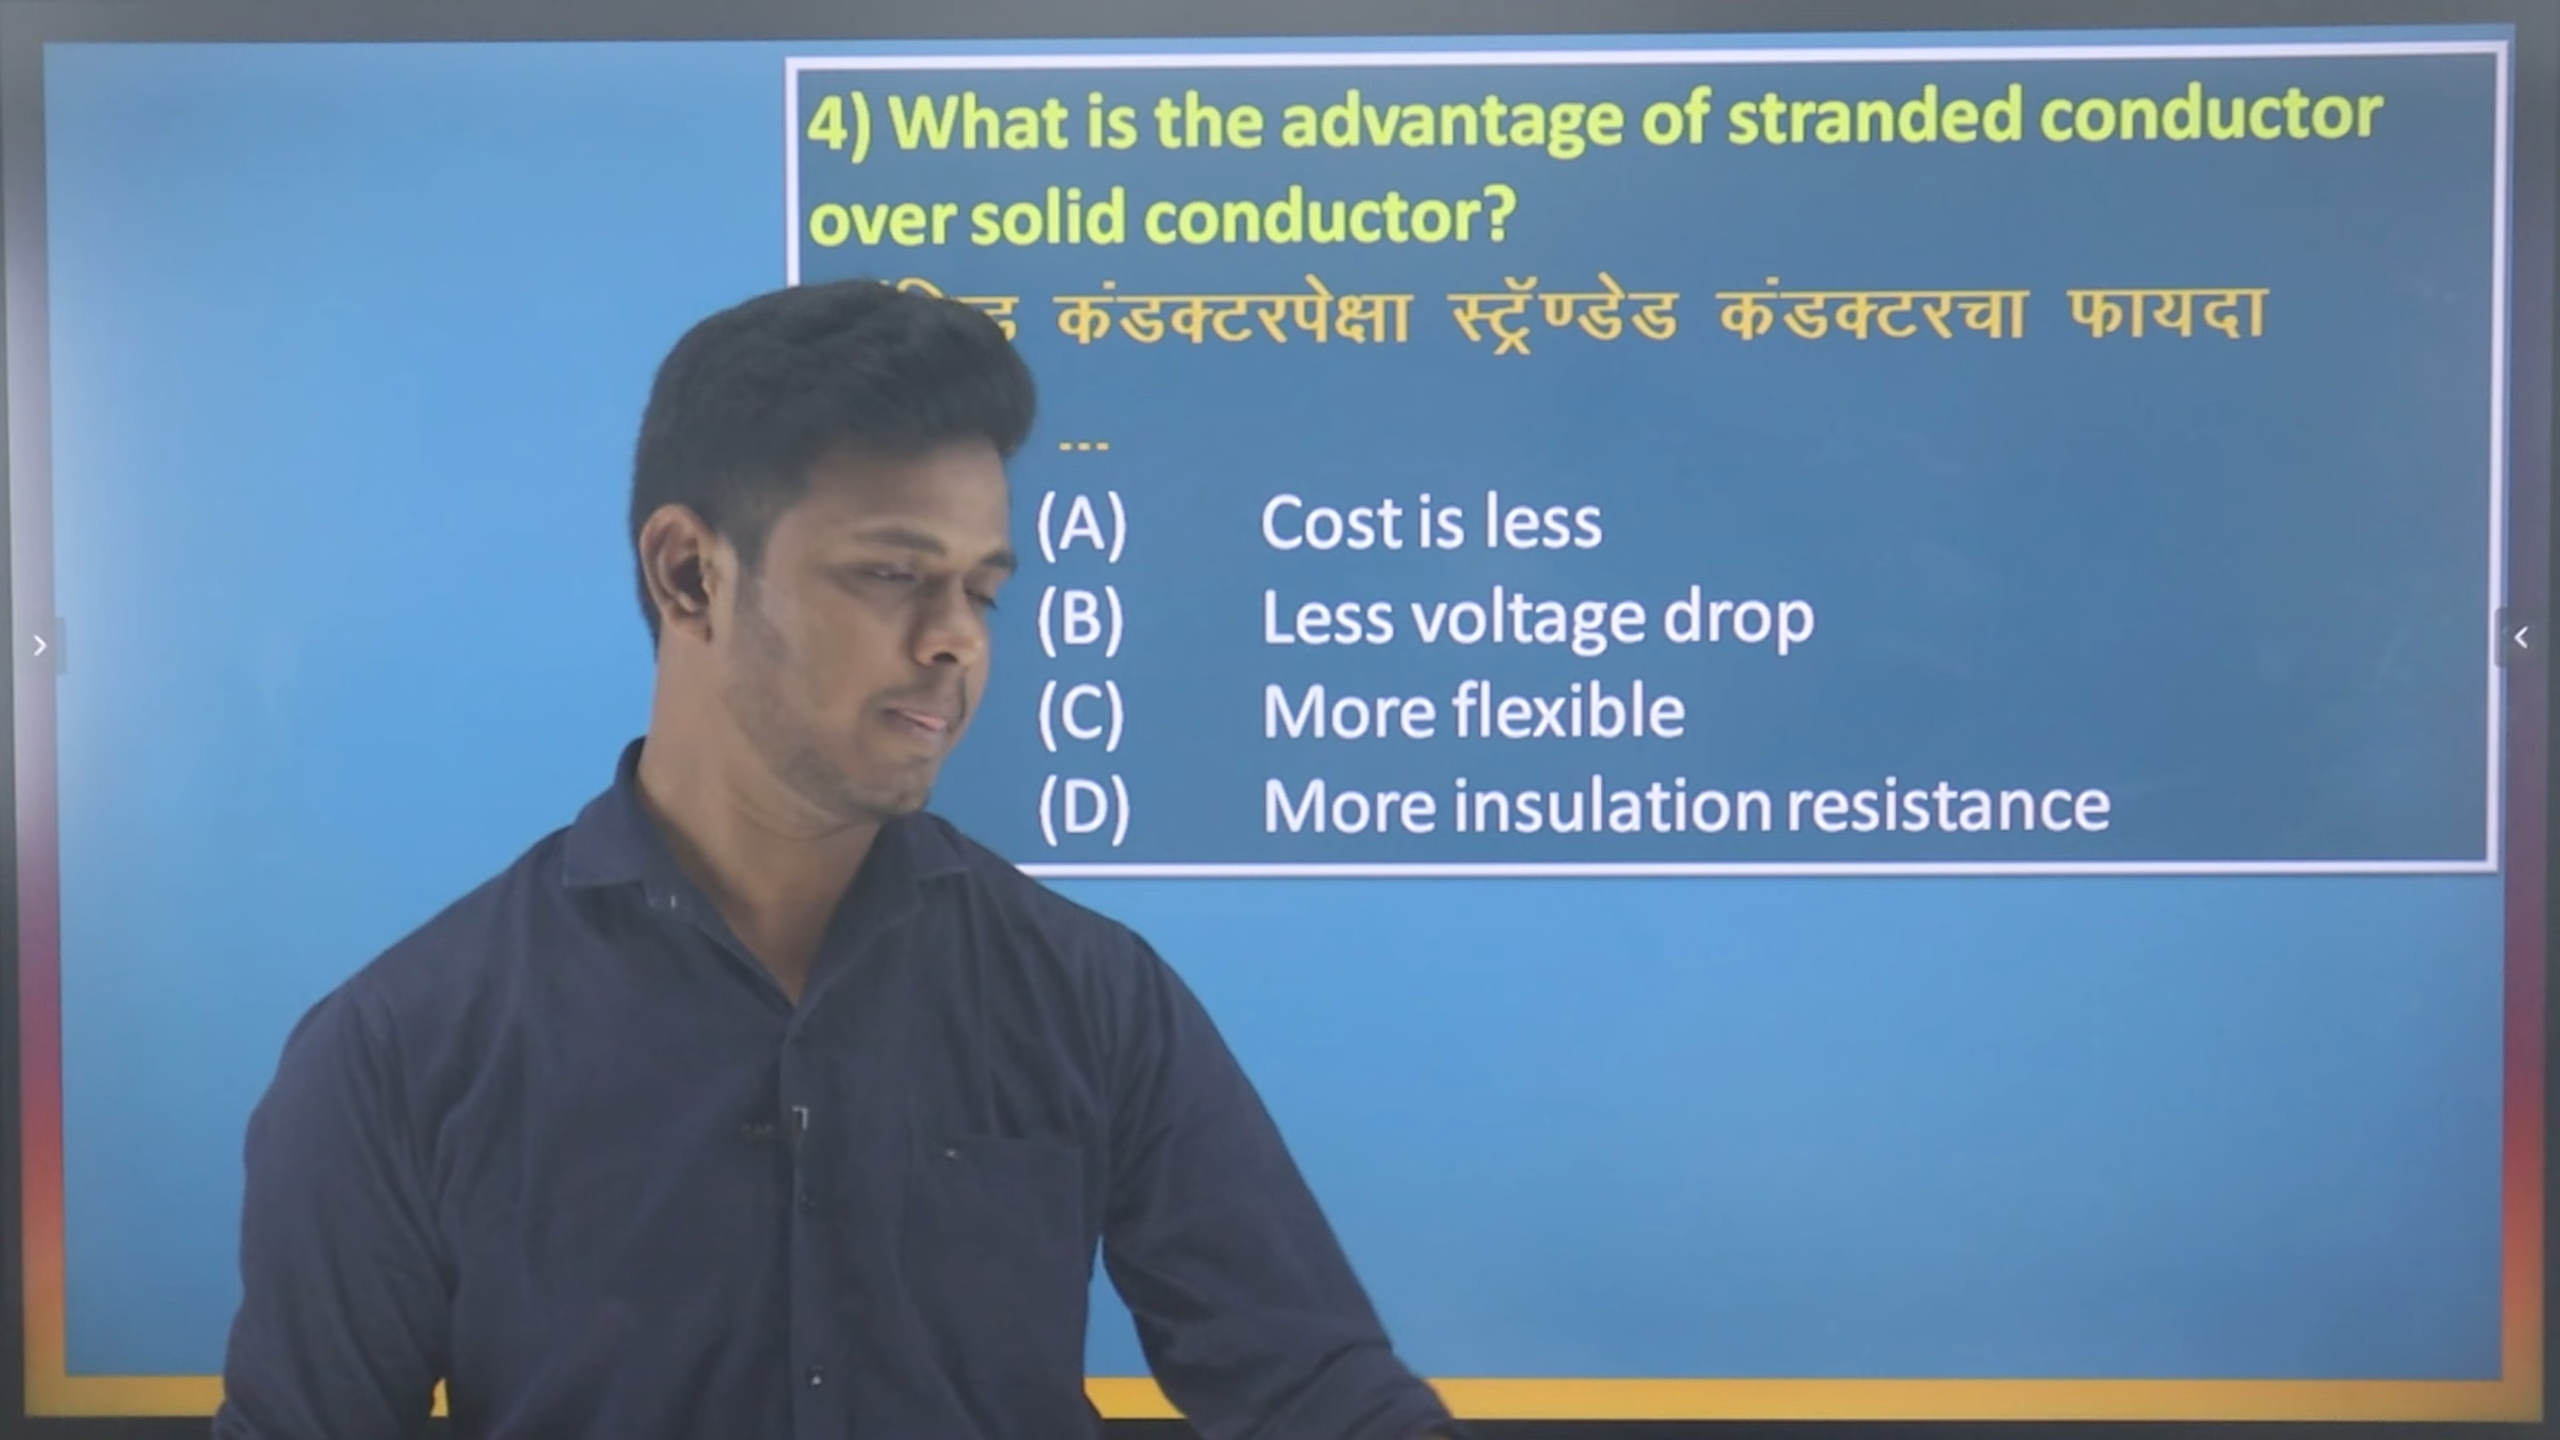 4) What is the advantage of stranded conductor
over solid conductor?
कंडक्टरपेक्षा स्ट्रॅण्डेड कंडक्टरचा फायदा
---
(A) Cost is less
(B) Less voltage drop
(C) More flexible
(D) More insulation resistance